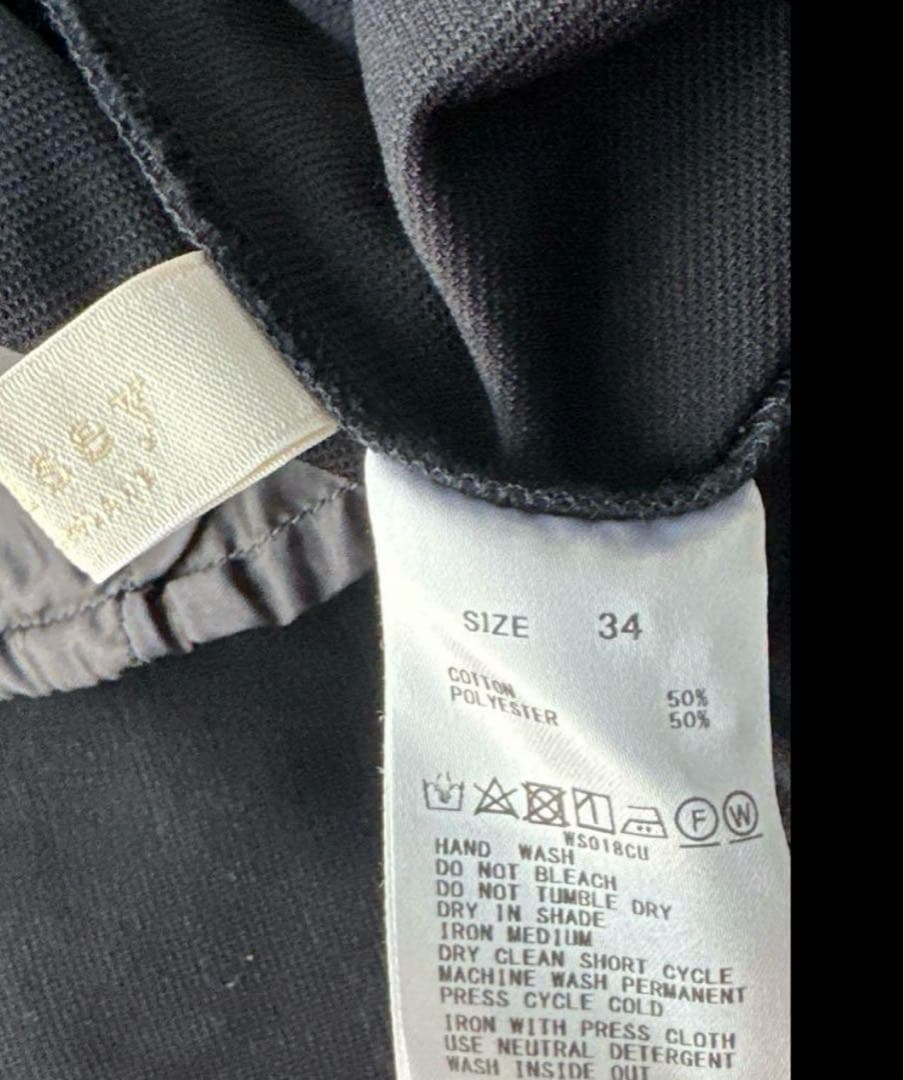 sey
SIZE 34
COTTON 50%
POLYESTER 50%
F W
WS018CU
HAND WASH
DO NOT BLEACH
DO NOT TUMBLE DRY
DRY IN SHADE
IRON MEDIUM
DRY CLEAN SHORT CYCLE
MACHINE WASH PERMANENT
PRESS CYCLE COLD
IRON WITH PRESS CLOTH
USE NEUTRAL DETERGENT
WASH INSIDE OUT